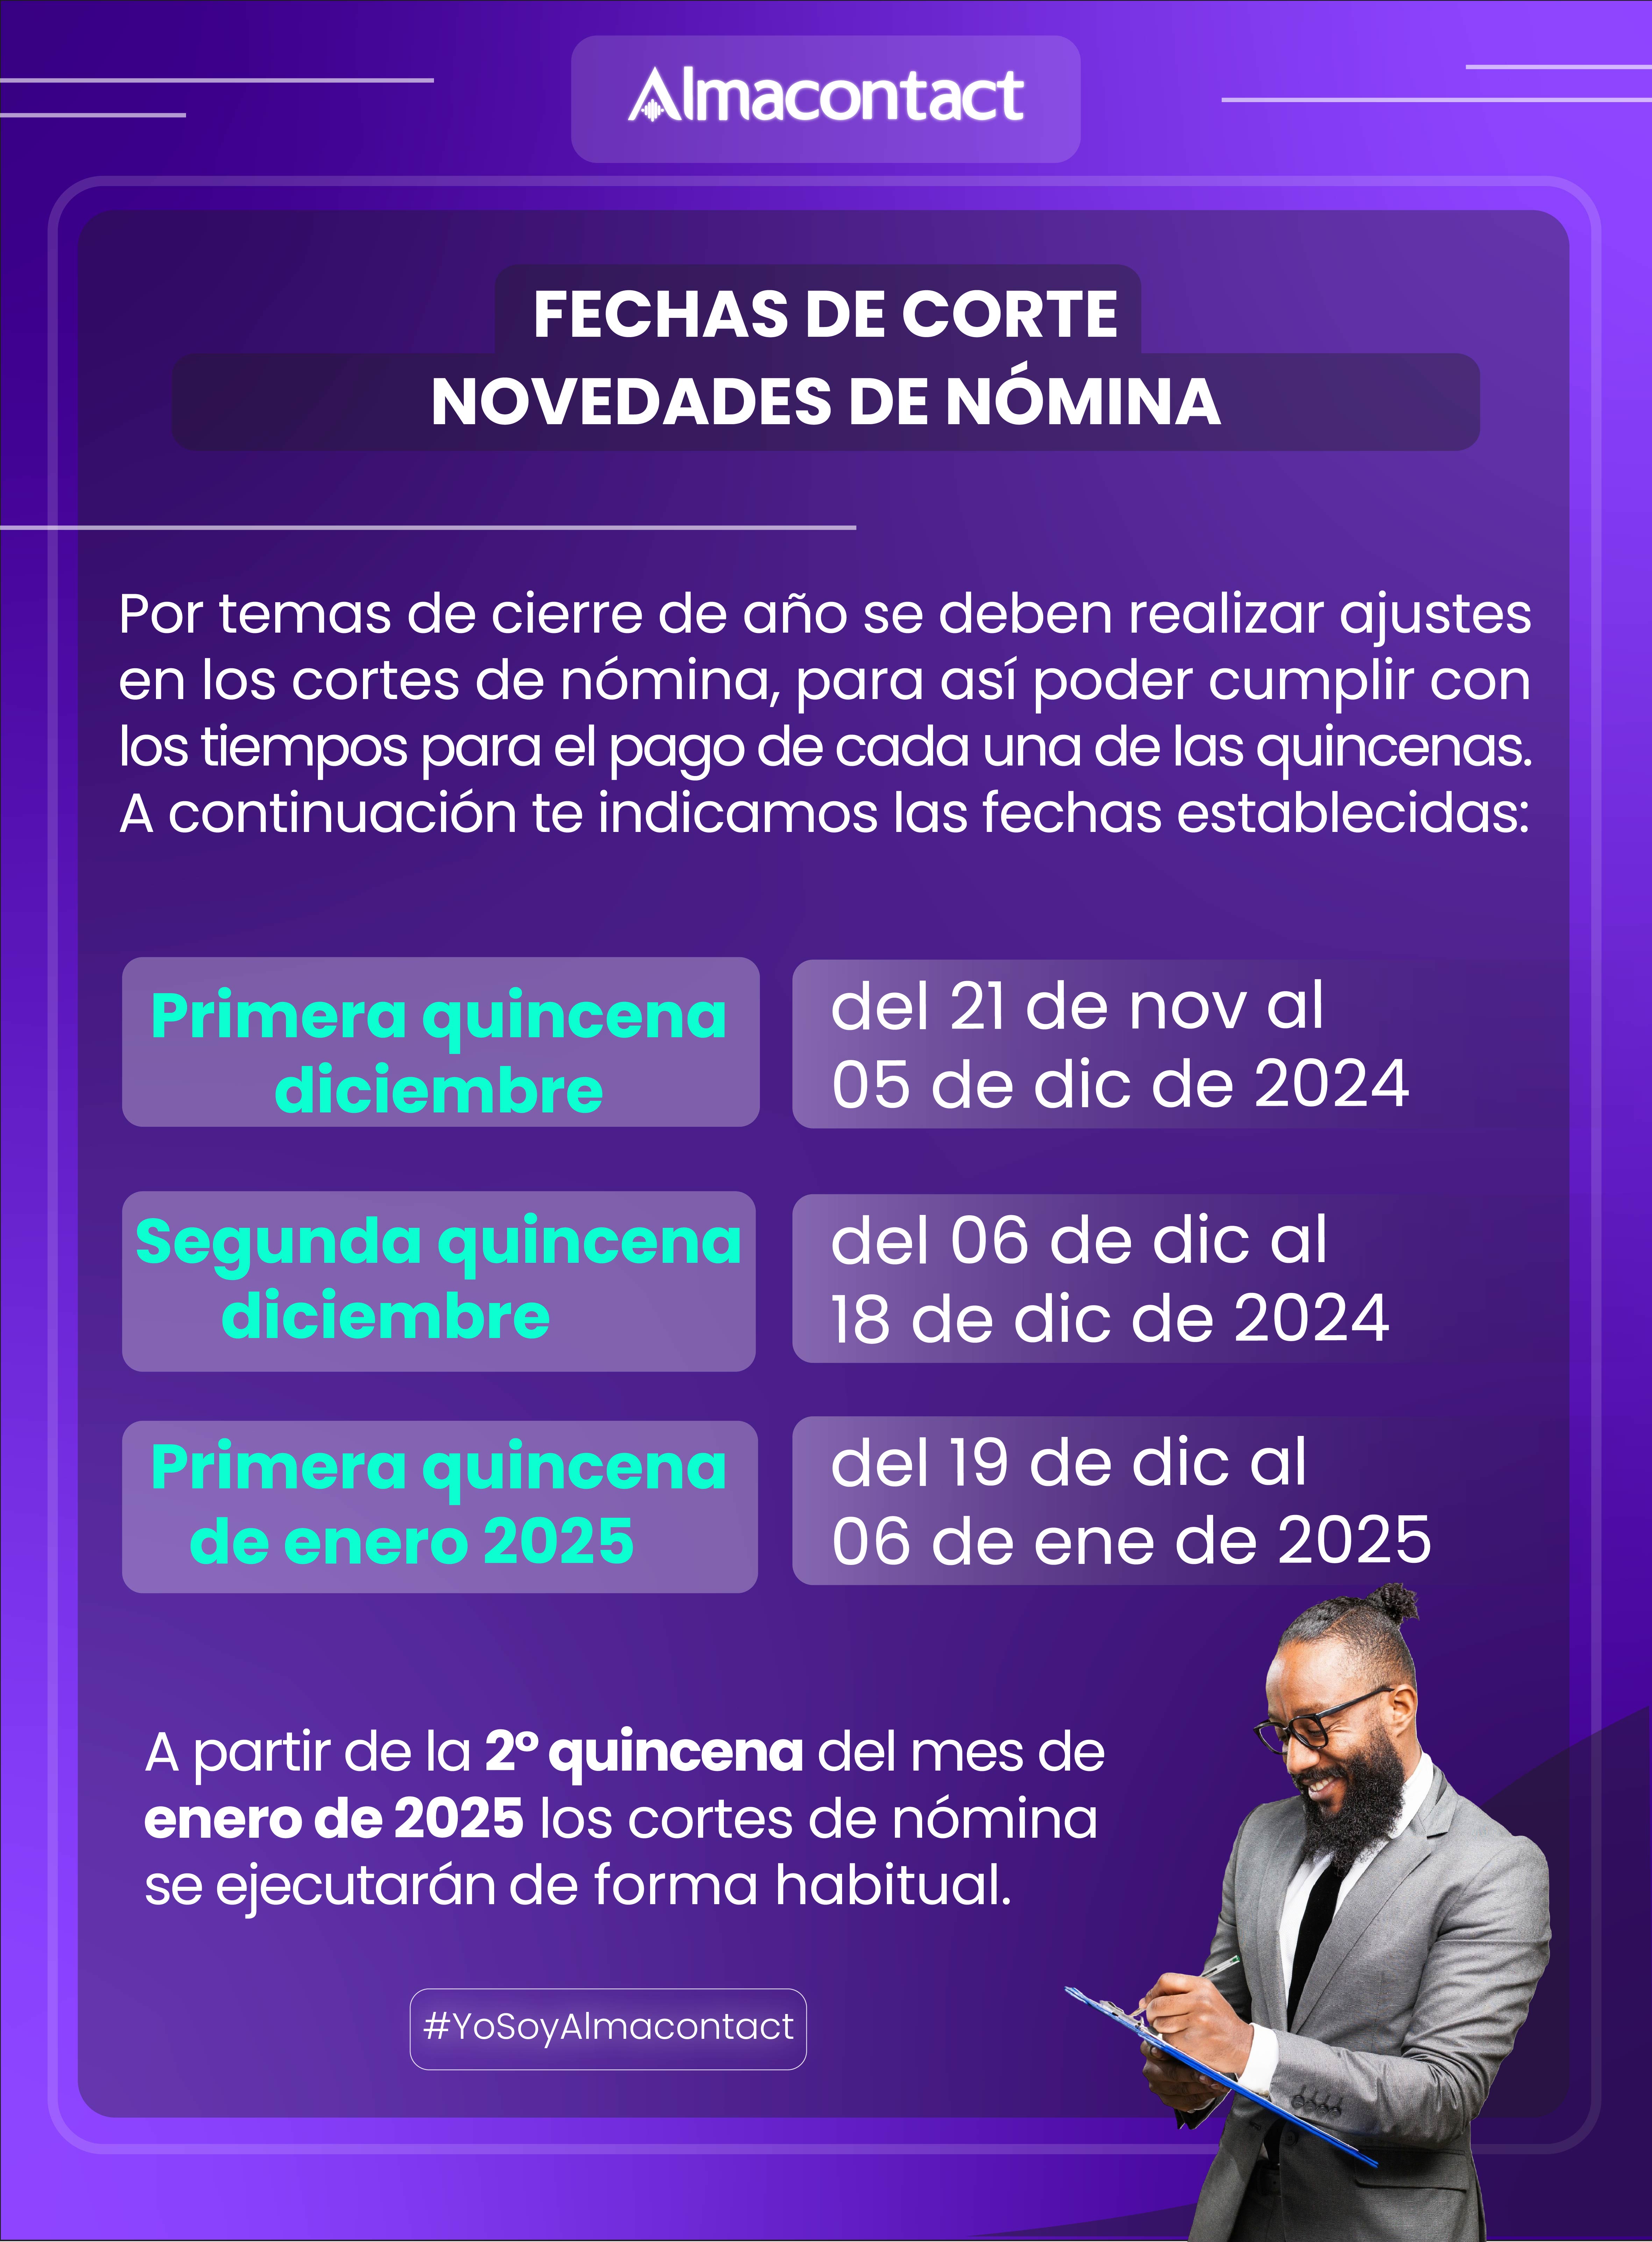 Almacontact
FECHAS DE CORTE
NOVEDADES DE NÓMINA
Por temas de cierre de año se deben realizar ajustes
en los cortes de nómina, para así poder cumplir con
los tiempos para el pago de cada una de las quincenas.
A continuación te indicamos las fechas establecidas:
Primera quincena
diciembre
del 21 de nov al
05 de dic de 2024
Segunda quincena
diciembre
del 06 de dic al
18 de dic de 2024
Primera quincena
de enero 2025
del 19 de dic al
06 de ene de 2025
A partir de la 2º quincena del mes de
enero de 2025 los cortes de nómina
se ejecutarán de forma habitual.
#YoSoyAlmacontact